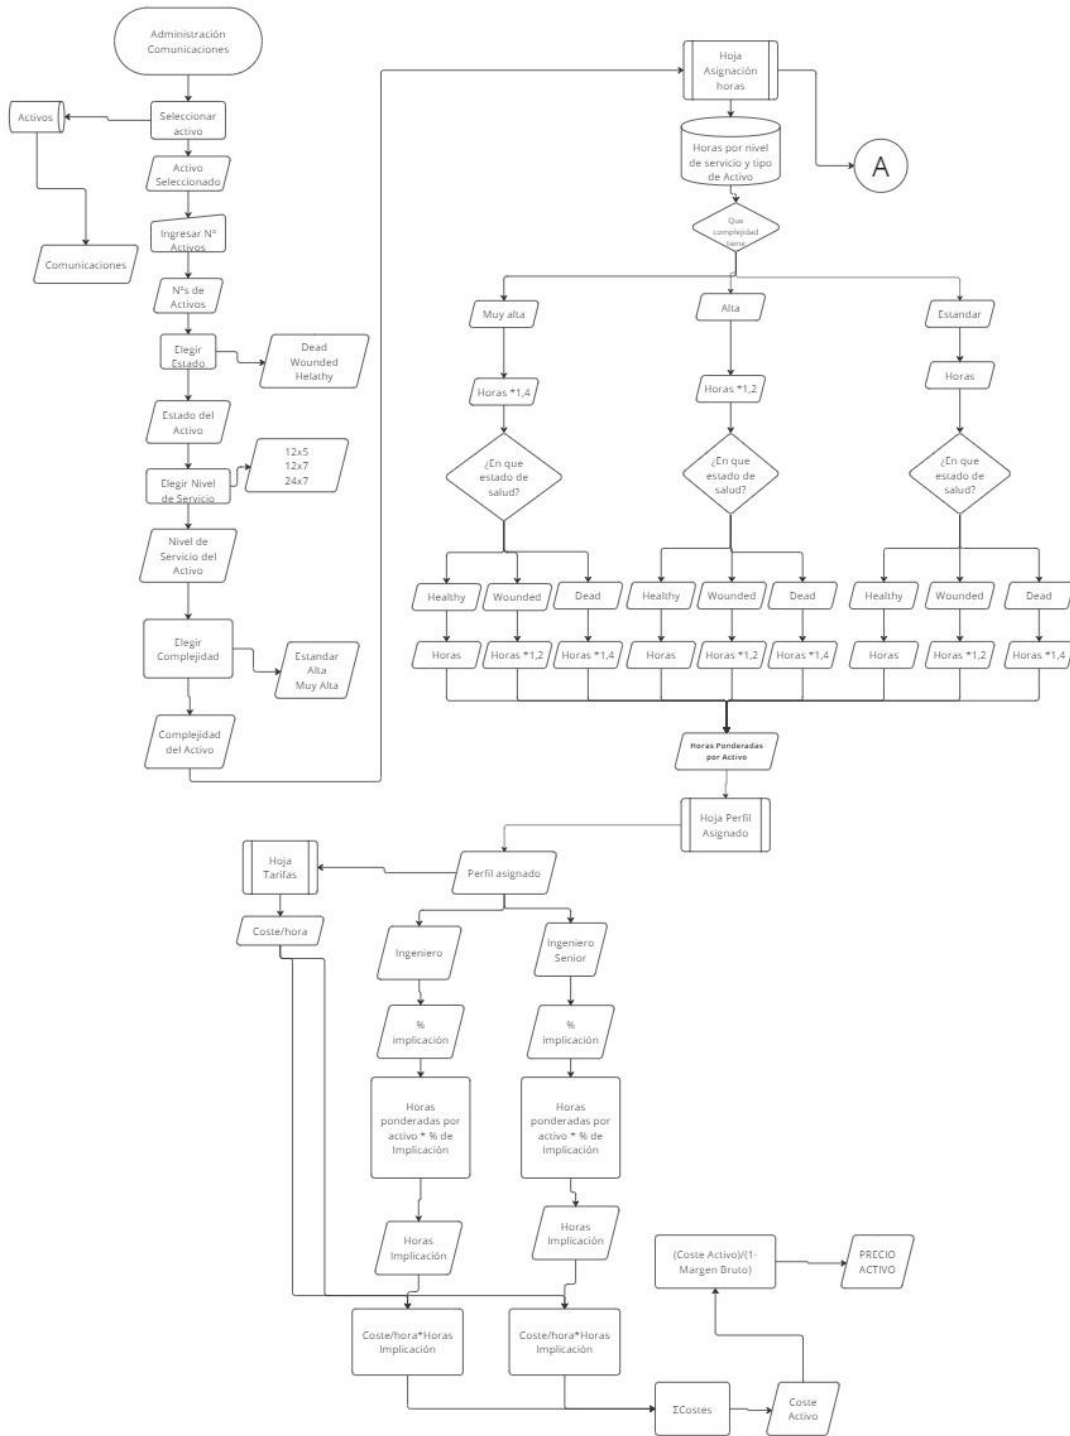 Administración
Comunicaciones
Activos
Seleccionar
activo
Activo
Seleccionado
Ingresar Nº
Activos
Comunicaciones
Nºs de
Activos
Elegir
Estado
Dead
Wounded
Helathy
Estado del
Activo
12x5
12x7
24x7
Elegir Nivel
de Servicio
Nivel de
Servicio del
Activo
Elegir
Complejidad
Estandar
Alta
Muy Alta
Complejidad
del Activo
Hoja
Asignación
horas
A
Horas por nivel
de servicio y tipo
de Activo
Que
complejidad
tiene
Muy alta
Alta
Estandar
Horas *1,4
Horas *1,2
Horas
¿En que
estado de
salud?
¿En que
estado de
salud?
¿En que
estado de
salud?
Healthy
Wounded
Dead
Healthy
Wounded
Dead
Healthy
Wounded
Dead
Horas
Horas *1,2
Horas *1,4
Horas
Horas *1,2
Horas *1,4
Horas
Horas *1,2
Horas *1,4
Horas Ponderadas
por Activo
Hoja Perfil
Asignado
Hoja
Tarifas
Perfil asignado
Coste/hora
Ingeniero
Ingeniero
Senior
%
implicación
%
implicación
Horas
ponderadas por
activo * % de
Implicación
Horas
ponderadas por
activo * % de
Implicación
Horas
Implicación
Horas
Implicación
(Coste Activo)/(1-
Margen Bruto)
PRECIO
ACTIVO
Coste/hora*Horas
Implicación
Coste/hora*Horas
Implicación
ΣCostes
Coste
Activo